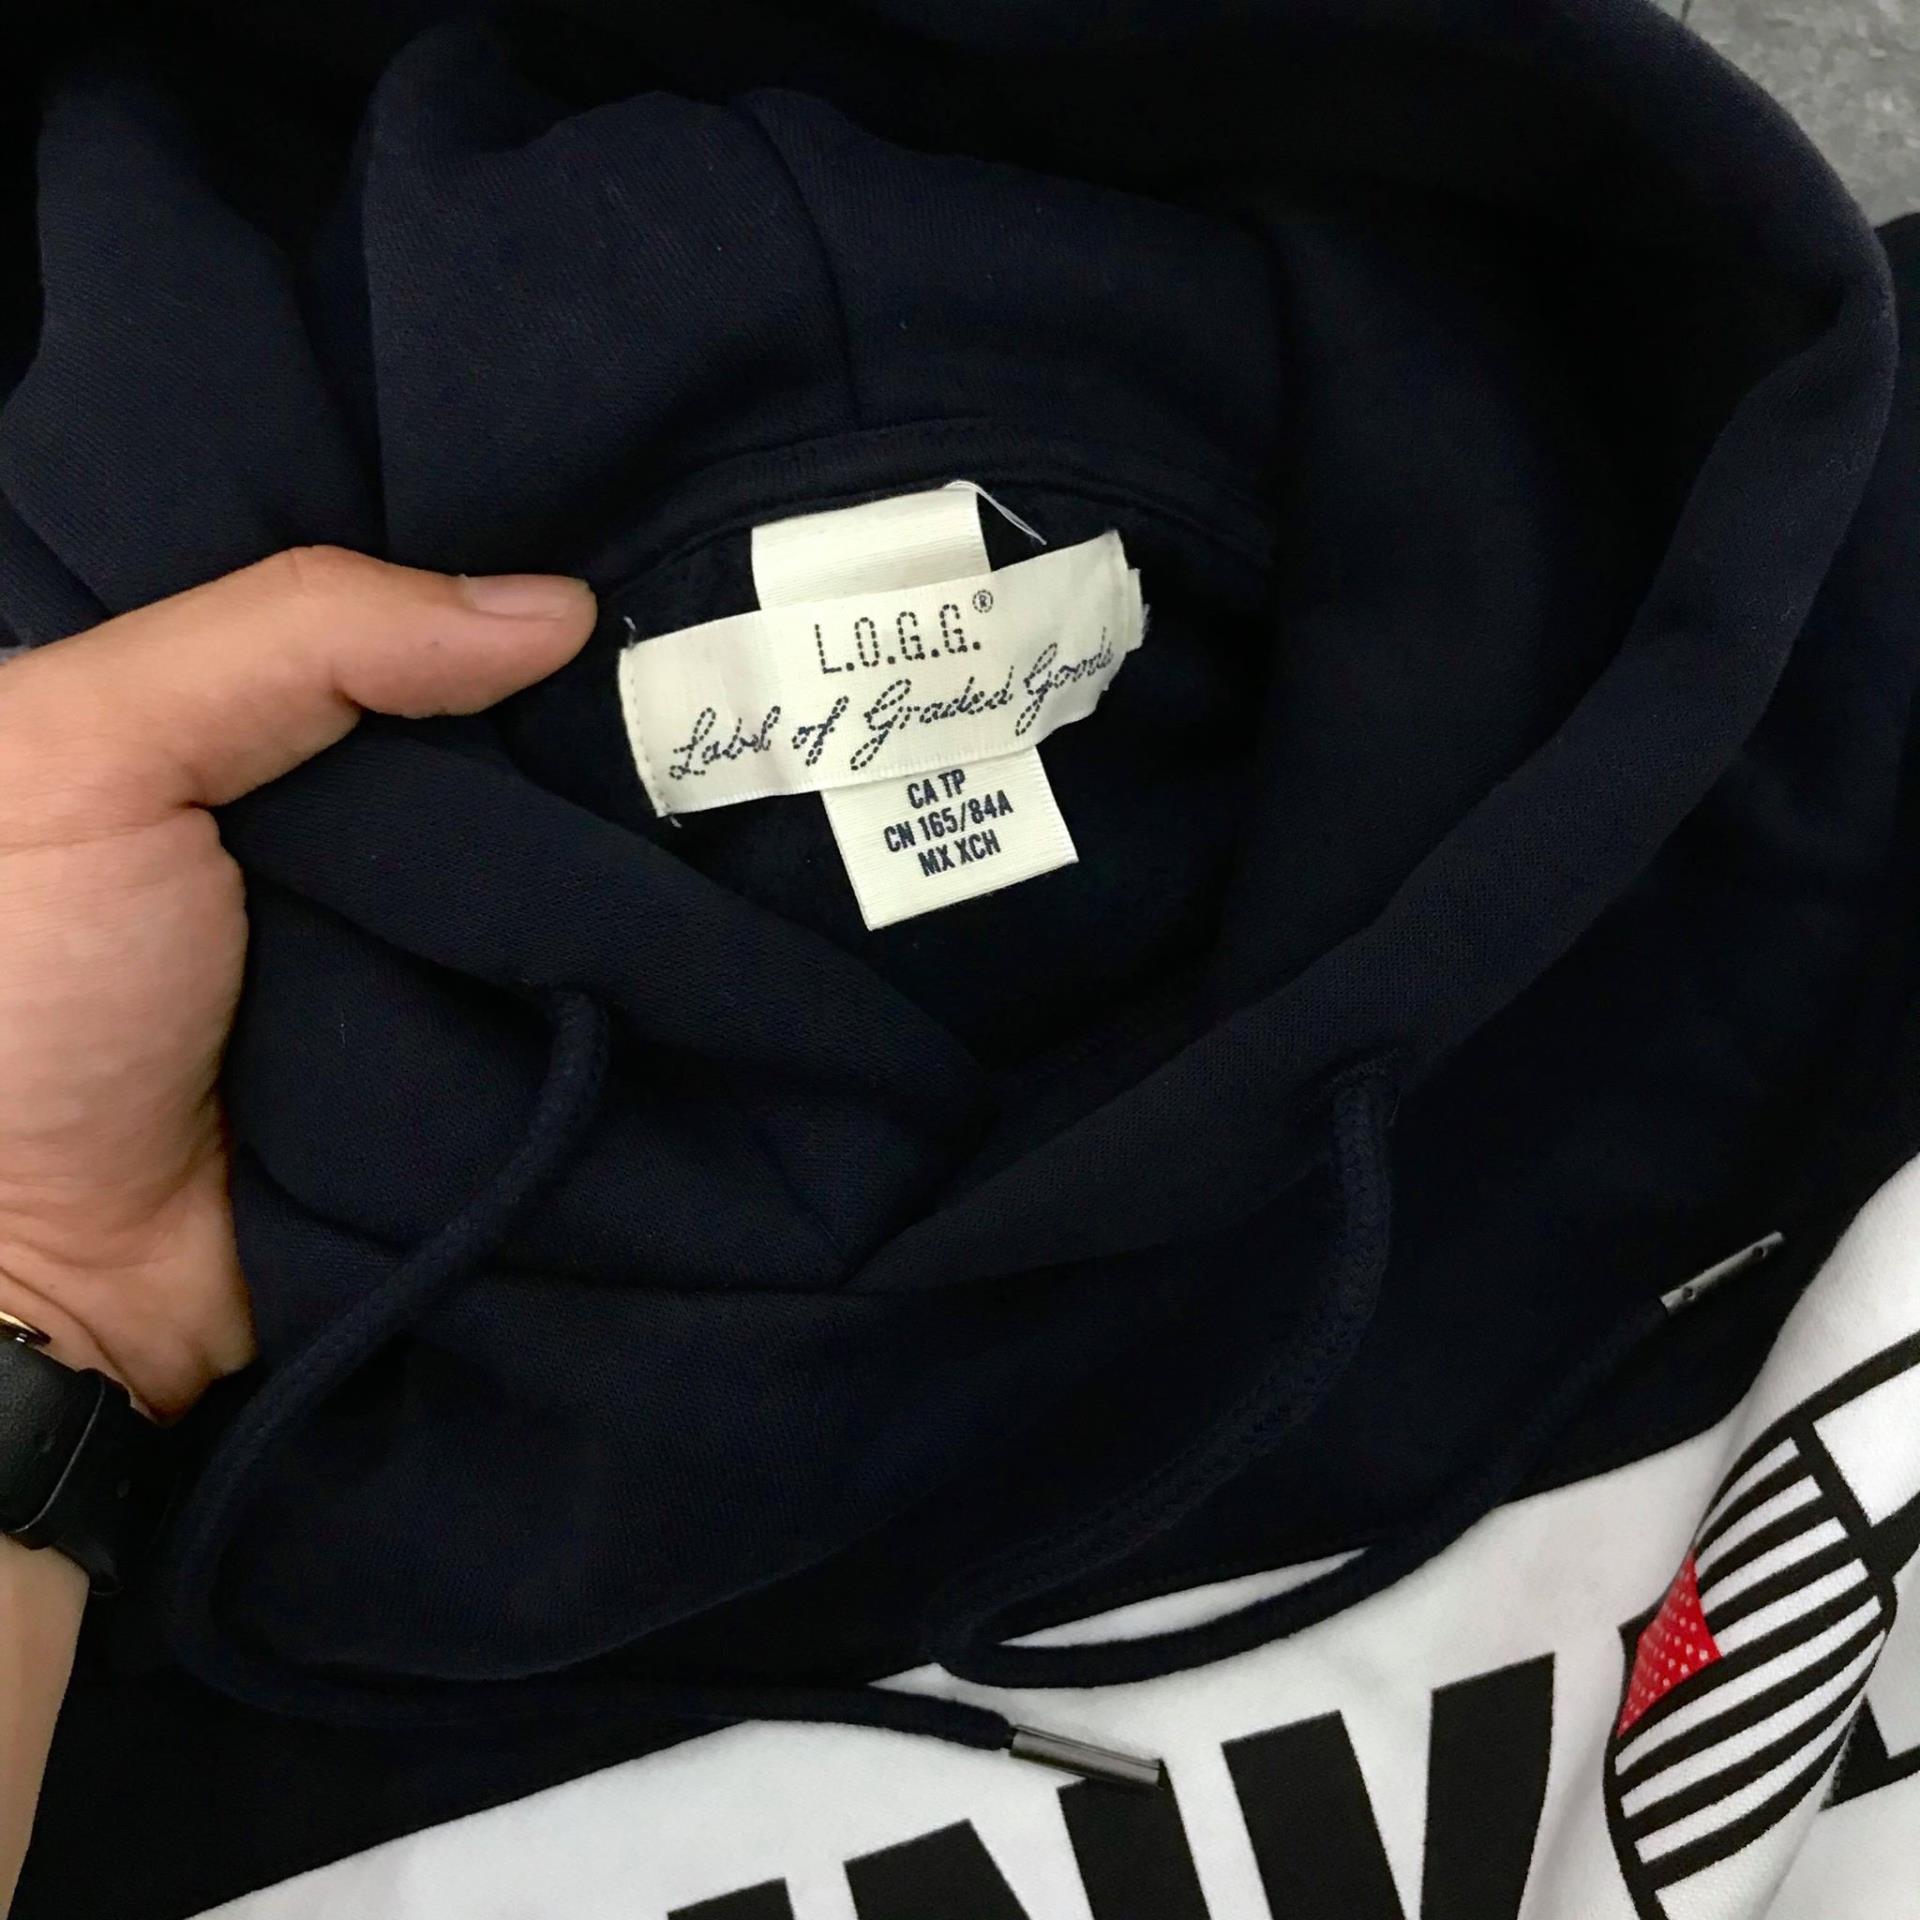 L.O.G.G.®
Label of Graded Goods
CA TP
CN 165/84A
MX XCH